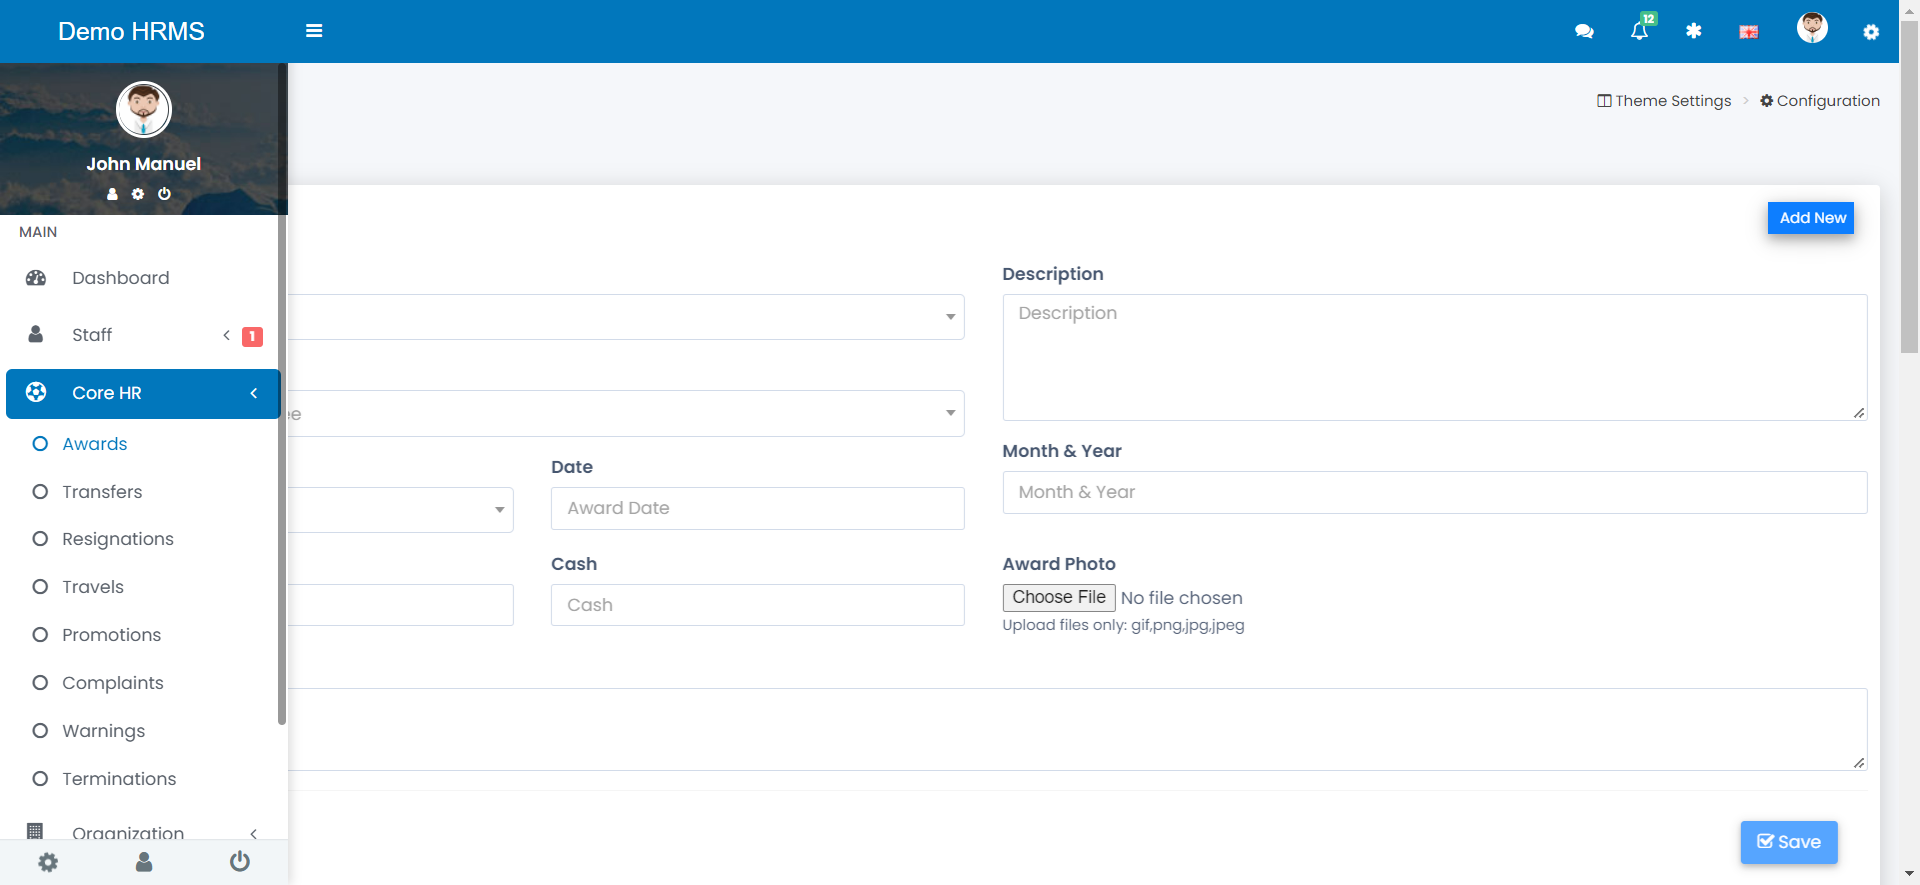 Demo HRMS
12
Theme Settings
Configuration
John Manuel
MAIN
Dashboard
Staff
1
Core HR
Awards
Transfers
Resignations
Travels
Promotions
Complaints
Warnings
Terminations
Organization
Add New
Description
Description
Month & Year
Month & Year
Date
Award Date
Cash
Cash
Award Photo
Choose File No file chosen
Upload files only: gif,png,jpg,jpeg
Save